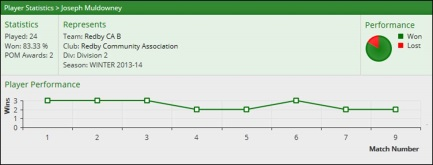 Player Statistics > Joseph Muldowney
Statistics
Played: 24
Won: 83.33 %
POM Awards: 2
Represents
Team: Redby CA B
Club: Redby Community Association
Div: Division 2
Season: WINTER 2013-14
Performance
Won
Lost
Player Performance
Wins
3
2
1
0
1 2 3 4 5 6 7 9
Match Number